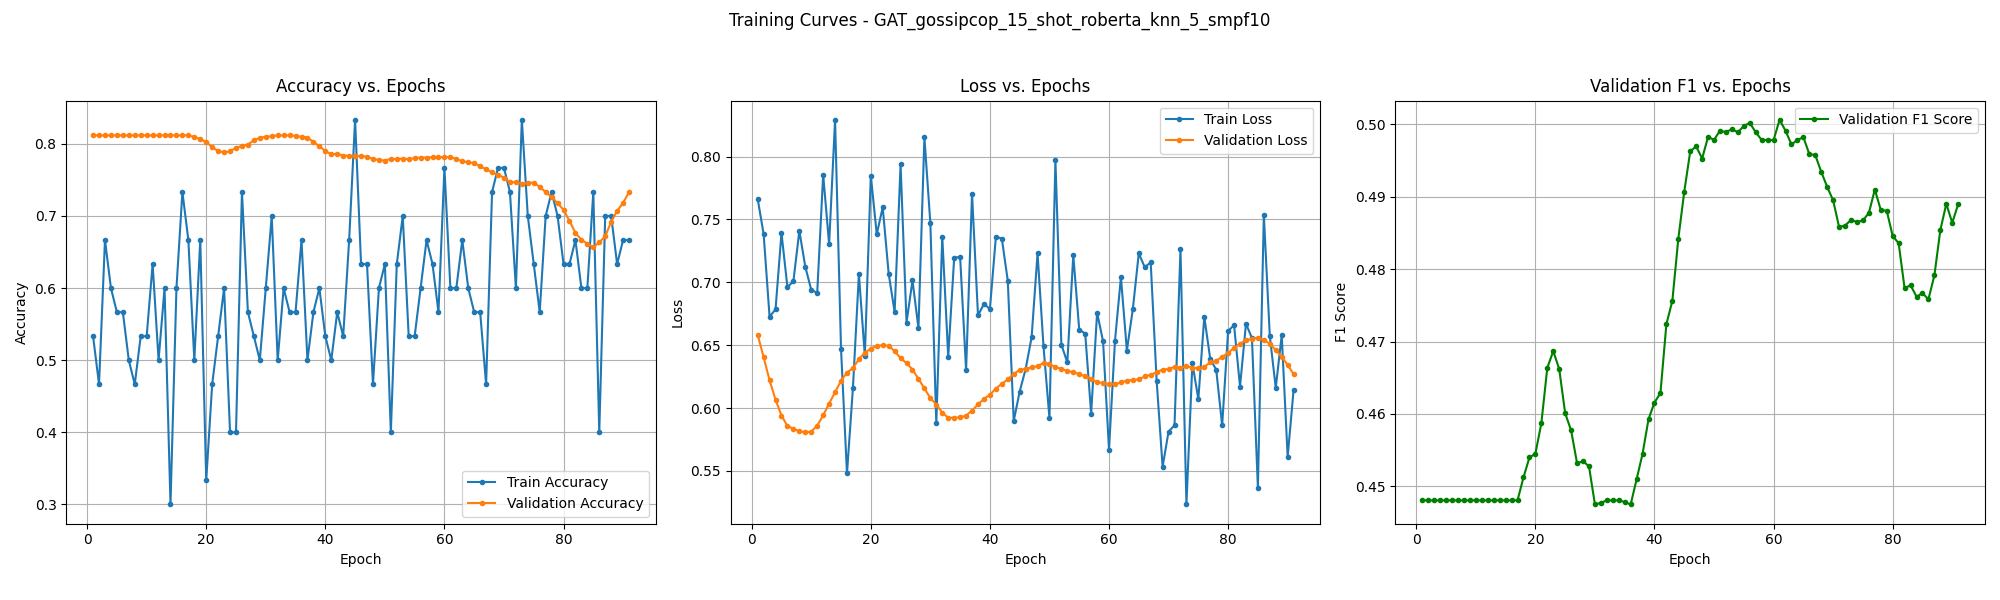 Training Curves - GAT_gossipcop_15_shot_roberta_knn_5_smpf10
Accuracy vs. Epochs
Accuracy
0.8
0.7
0.6
0.5
0.4
0.3
Train Accuracy
Validation Accuracy
0 20 40 60 80
Epoch
Loss vs. Epochs
Loss
0.80
0.75
0.70
0.65
0.60
0.55
Train Loss
Validation Loss
0 20 40 60 80
Epoch
Validation F1 vs. Epochs
F1 Score
0.50
0.49
0.48
0.47
0.46
0.45
Validation F1 Score
0 20 40 60 80
Epoch